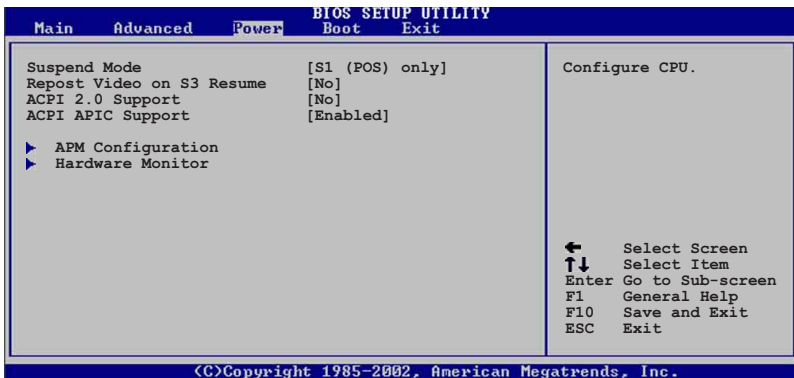 BIOS SETUP UTILITY
Main Advanced Power Boot Exit
Suspend Mode [S1 (POS) only]
Repost Video on S3 Resume [No]
ACPI 2.0 Support [No]
ACPI APIC Support [Enabled]
APM Configuration
Hardware Monitor
Configure CPU.
← Select Screen
↑↓ Select Item
Enter Go to Sub-screen
F1 General Help
F10 Save and Exit
ESC Exit
(C)Copyright 1985-2002, American Megatrends, Inc.